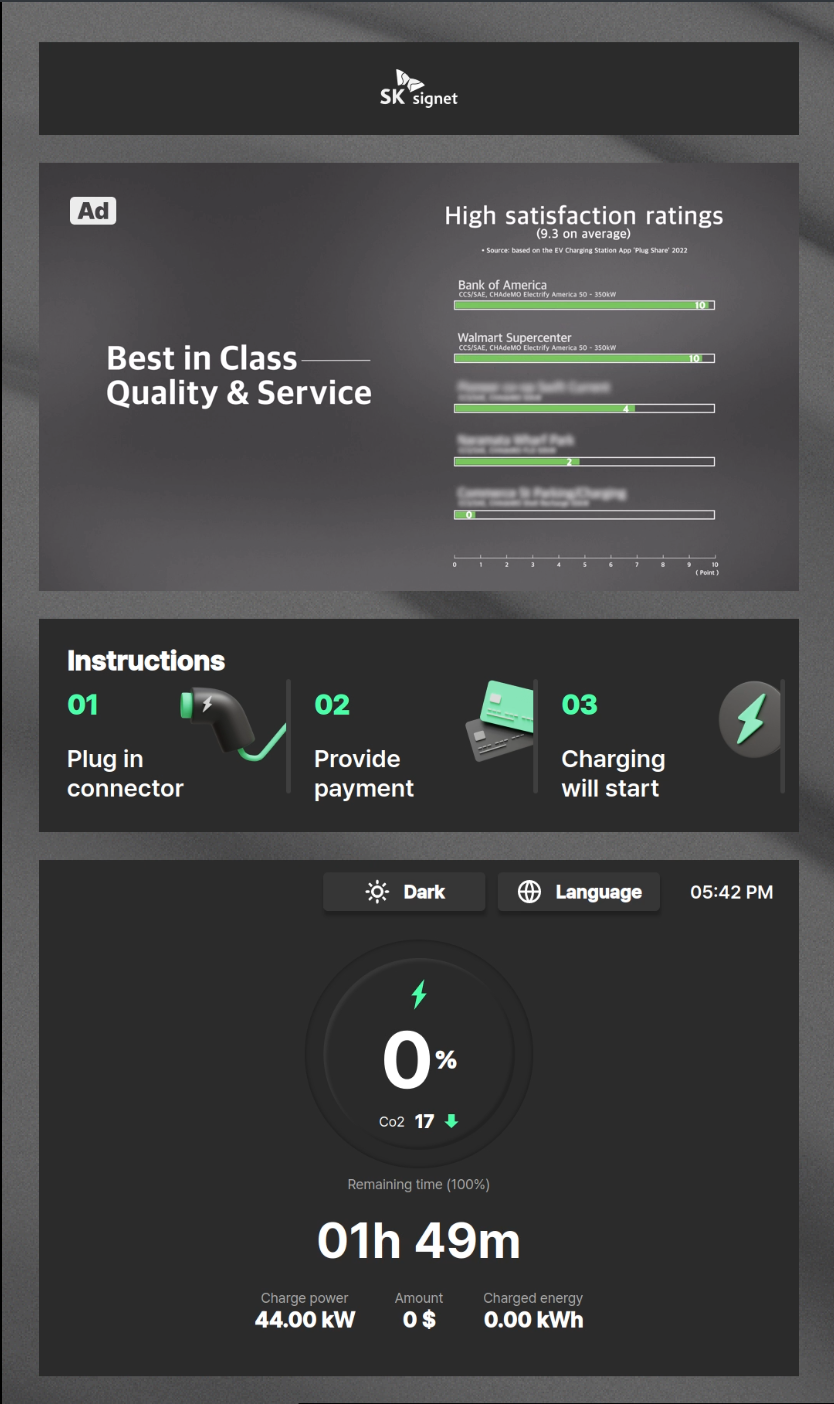 SK signet
Ad
High satisfaction ratings
(9.3 on average)
• Source: based on the EV Charging Station App 'Plug Share' 2022
Best in Class
Quality & Service
Bank of America
CCS/SAE, CHAdeMO Electrify America 50 - 350kW
10
Walmart Supercenter
CCS/SAE, CHAdeMO Electrify America 50 - 350kW
10
4
2
0
0 1 2 3 4 5 6 7 8 9 10
( Point )
Instructions
01
Plug in
connector
02
Provide
payment
03
Charging
will start
Dark
Language
05:42 PM
0%
Co2 17
Remaining time (100%)
01h 49m
Charge power Amount Charged energy
44.00 kW 0 $ 0.00 kWh